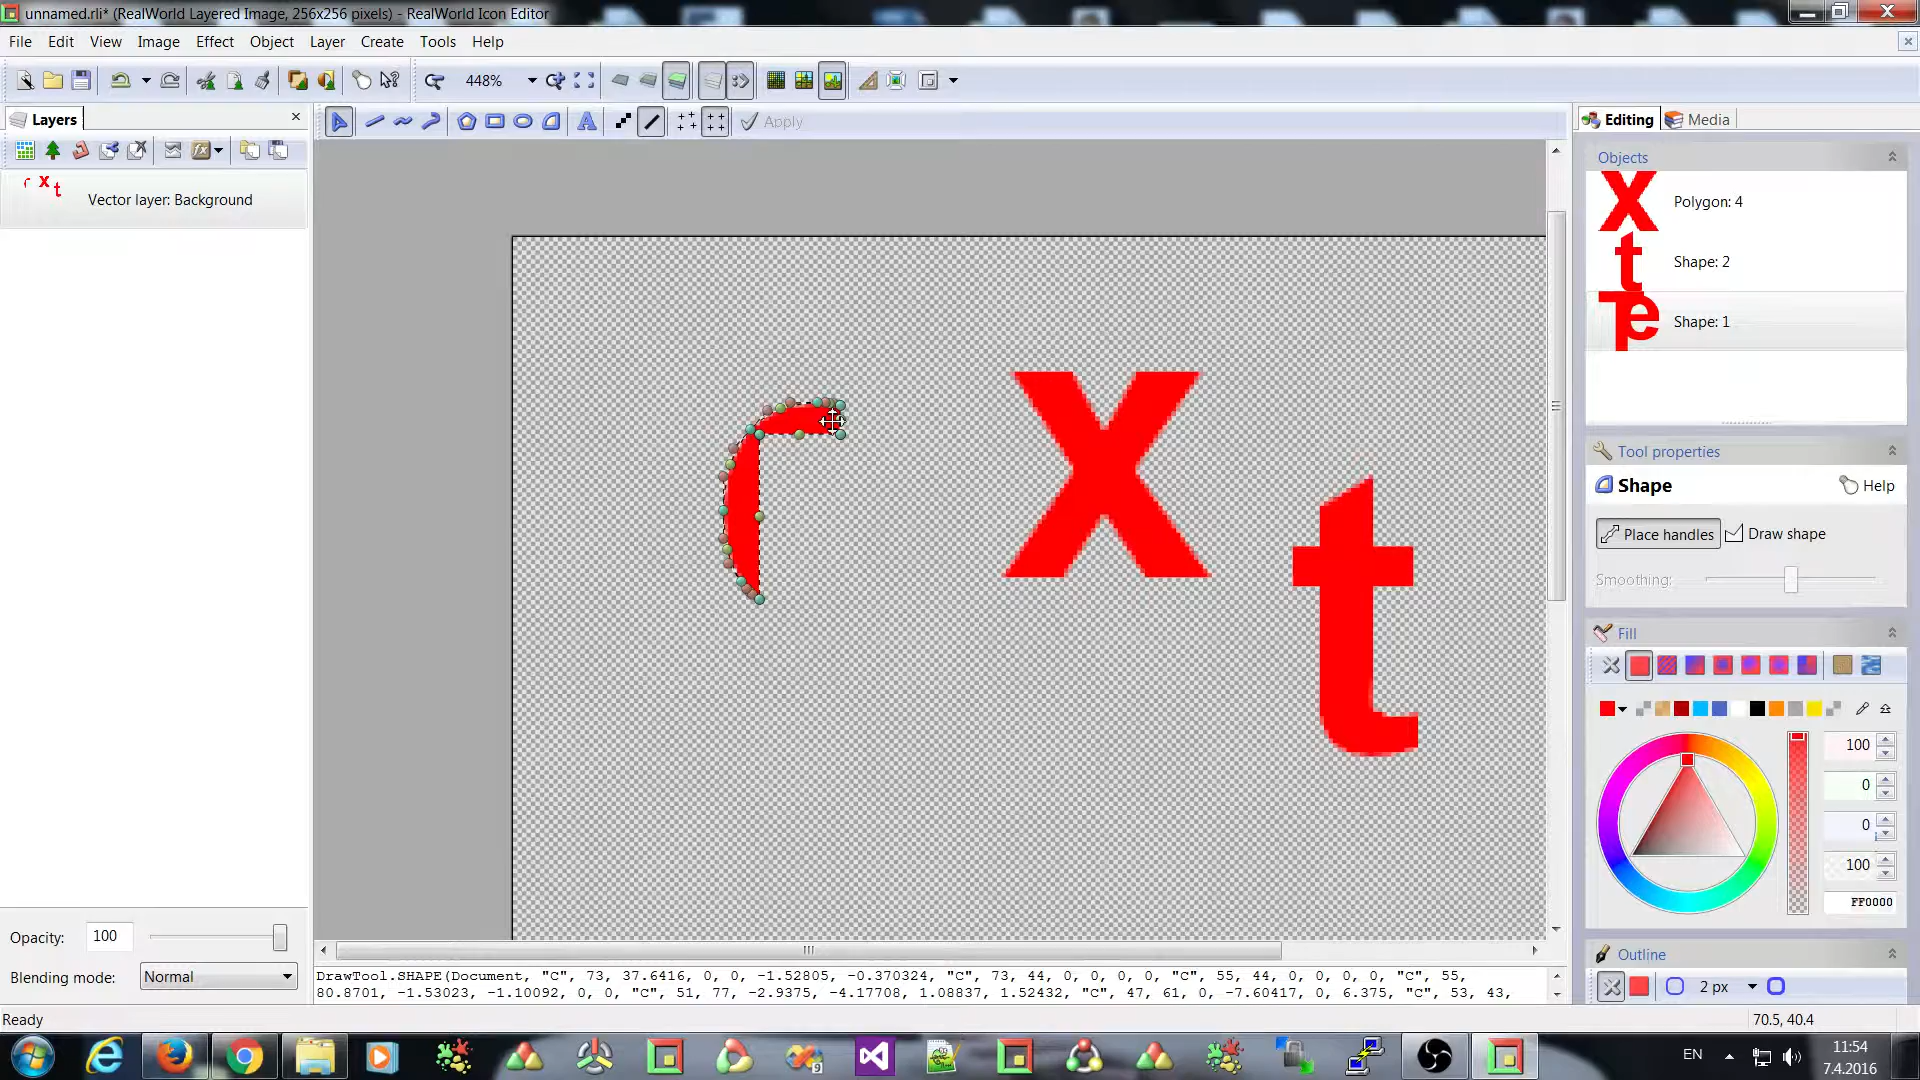 unnamed.rli* (RealWorld Layered Image, 256x256 pixels) - RealWorld Icon Editor
File Edit View Image Effect Object Layer Create Tools Help
448%
Layers
Apply
Editing Media
Vector layer: Background
Objects
Polygon: 4
Shape: 2
Shape: 1
X
t
Tool properties
Shape Help
Place handles Draw shape
Smoothing:
Fill
100
0
0
100
FF0000
Opacity: 100
Blending mode: Normal
Outline
2 px
DrawTool.SHAPE(Document, "C", 73, 37.6416, 0, 0, -1.52805, -0.370324, "C", 73, 44, 0, 0, 0, 0, "C", 55, 44, 0, 0, 0, 0, "C", 55,
80.8701, -1.53023, -1.10092, 0, 0, "C", 51, 77, -2.9375, -4.17708, 1.08837, 1.52432, "C", 47, 61, 0, -7.60417, 0, 6.375, "C", 53, 43,
Ready
70.5, 40.4
EN
11:54
7.4.2016